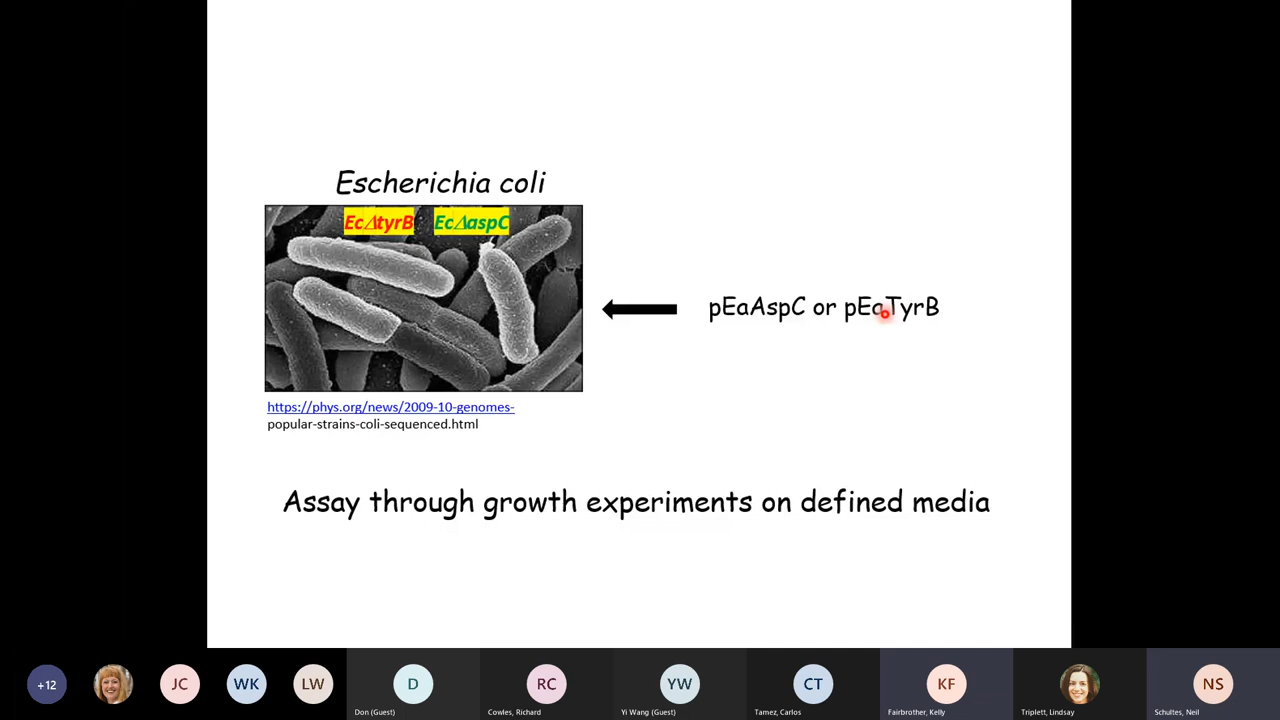 Escherichia coli
EcΔtyrB EcΔaspC
pEaAspC or pEaTyrB
https://phys.org/news/2009-10-genomes-
popular-strains-coli-sequenced.html
Assay through growth experiments on defined media
+12
JC
WK
LW
D
RC
YW
CT
KF
NS
Don (Guest)
Cowles, Richard
Yi Wang (Guest)
Tamez, Carlos
Fairbrother, Kelly
Triplett, Lindsay
Schultes, Neil